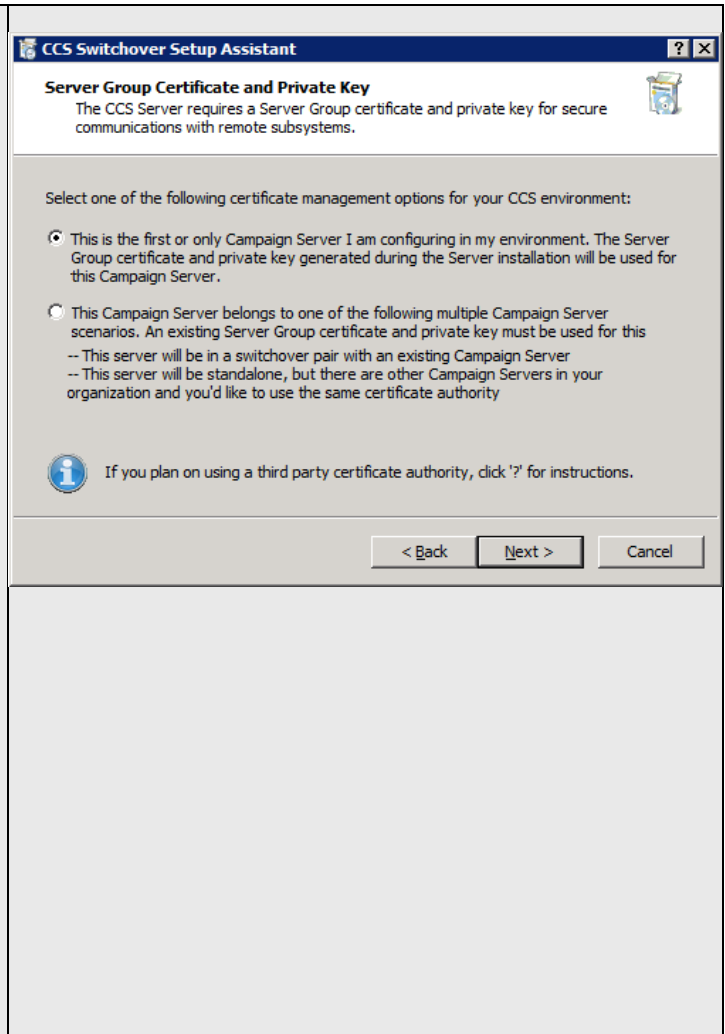 CCS Switchover Setup Assistant
Server Group Certificate and Private Key
The CCS Server requires a Server Group certificate and private key for secure
communications with remote subsystems.
Select one of the following certificate management options for your CCS environment:
This is the first or only Campaign Server I am configuring in my environment. The Server
Group certificate and private key generated during the Server installation will be used for
this Campaign Server.
This Campaign Server belongs to one of the following multiple Campaign Server
scenarios. An existing Server Group certificate and private key must be used for this
-- This server will be in a switchover pair with an existing Campaign Server
-- This server will be standalone, but there are other Campaign Servers in your
organization and you'd like to use the same certificate authority
If you plan on using a third party certificate authority, click '?' for instructions.
< Back Next > Cancel